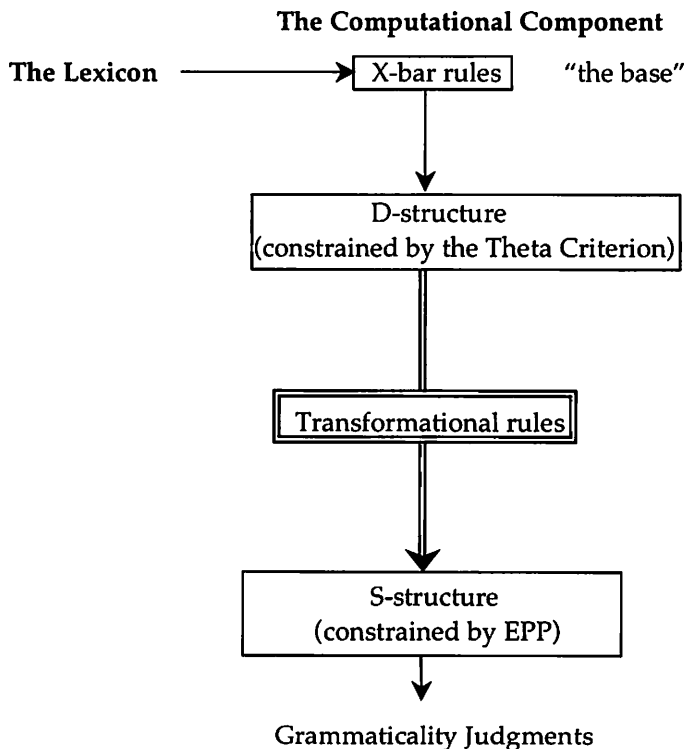 The Computational Component
The Lexicon X-bar rules “the base”
D-structure
(constrained by the Theta Criterion)
Transformational rules
S-structure
(constrained by EPP)
Grammaticality Judgments